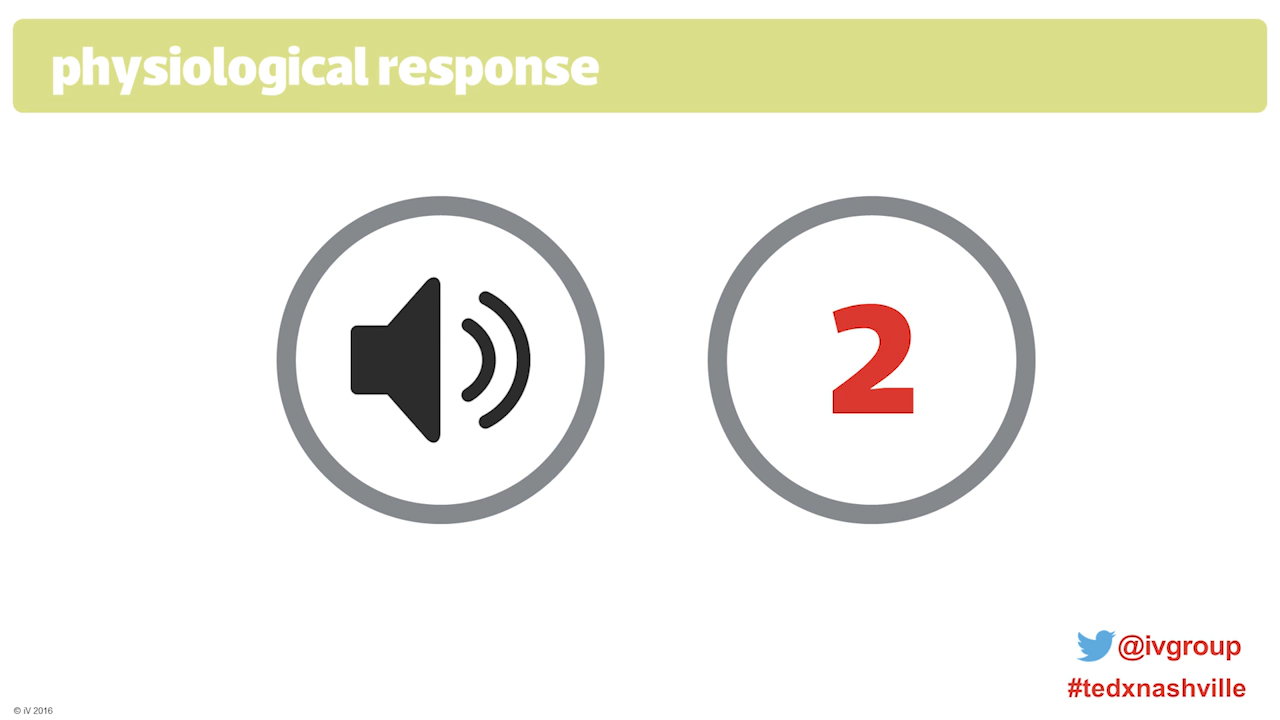 physiological response
2
@ivgroup
#tedxnashville
© iV 2016